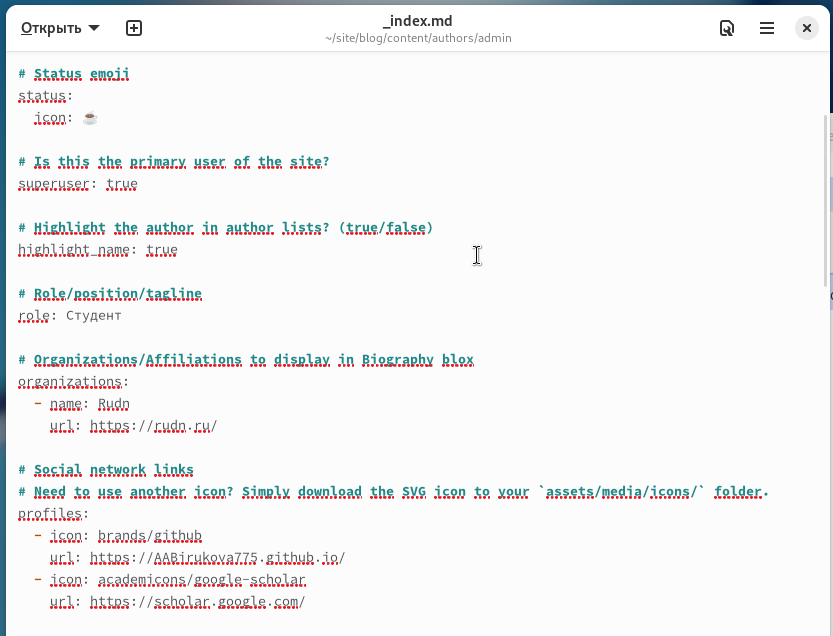 Открыть
_index.md
~/site/blog/content/authors/admin
# Status emoji
status:
  icon: ☕
# Is this the primary user of the site?
superuser: true
# Highlight the author in author lists? (true/false)
highlight_name: true
# Role/position/tagline
role: Студент
# Organizations/Affiliations to display in Biography blox
organizations:
  - name: Rudn
    url: https://rudn.ru/
# Social network links
# Need to use another icon? Simply download the SVG icon to your `assets/media/icons/` folder.
profiles:
  - icon: brands/github
    url: https://AABirukova775.github.io/
  - icon: academicons/google-scholar
    url: https://scholar.google.com/